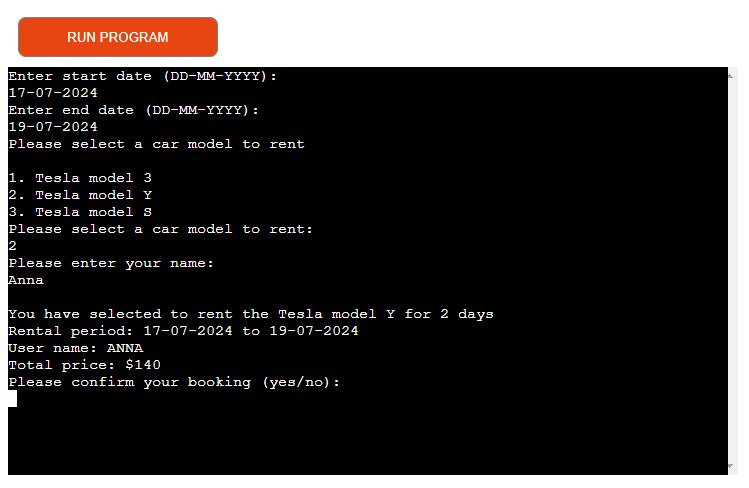 RUN PROGRAM
Enter start date (DD-MM-YYYY):
17-07-2024
Enter end date (DD-MM-YYYY):
19-07-2024
Please select a car model to rent
1. Tesla model 3
2. Tesla model Y
3. Tesla model S
Please select a car model to rent:
2
Please enter your name:
Anna
You have selected to rent the Tesla model Y for 2 days
Rental period: 17-07-2024 to 19-07-2024
User name: ANNA
Total price: $140
Please confirm your booking (yes/no):